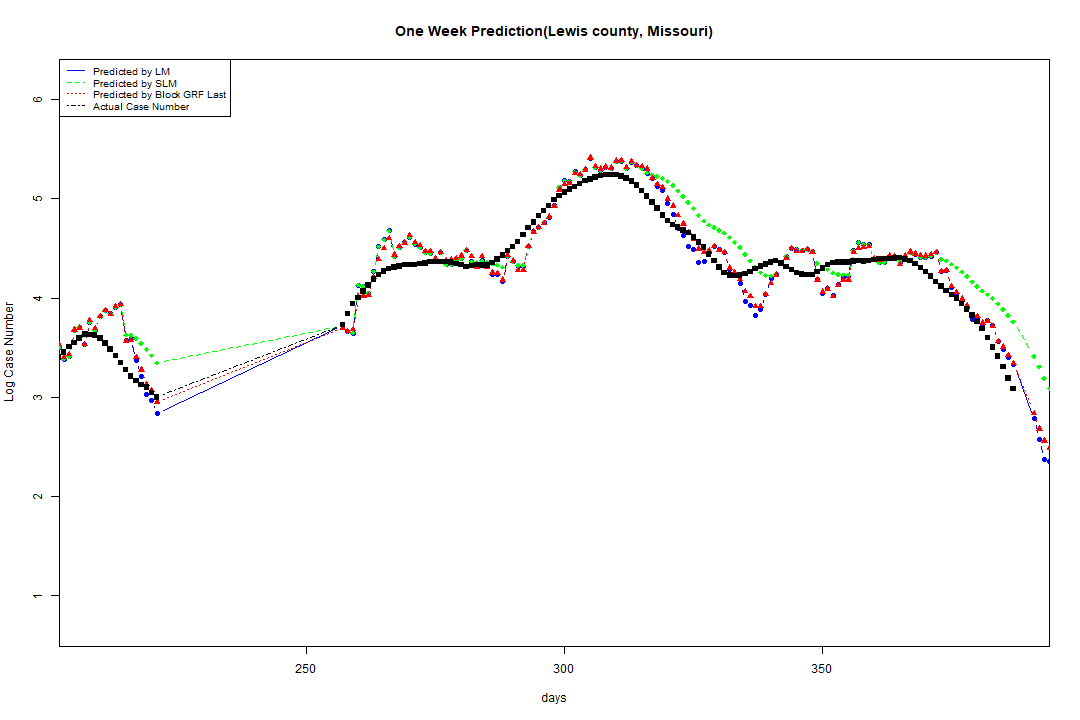 One Week Prediction(Lewis county, Missouri)
Predicted by LM
Predicted by SLM
Predicted by Block GRF Last
Actual Case Number
6
5
4
3
2
1
Log Case Number
250
300
350
days